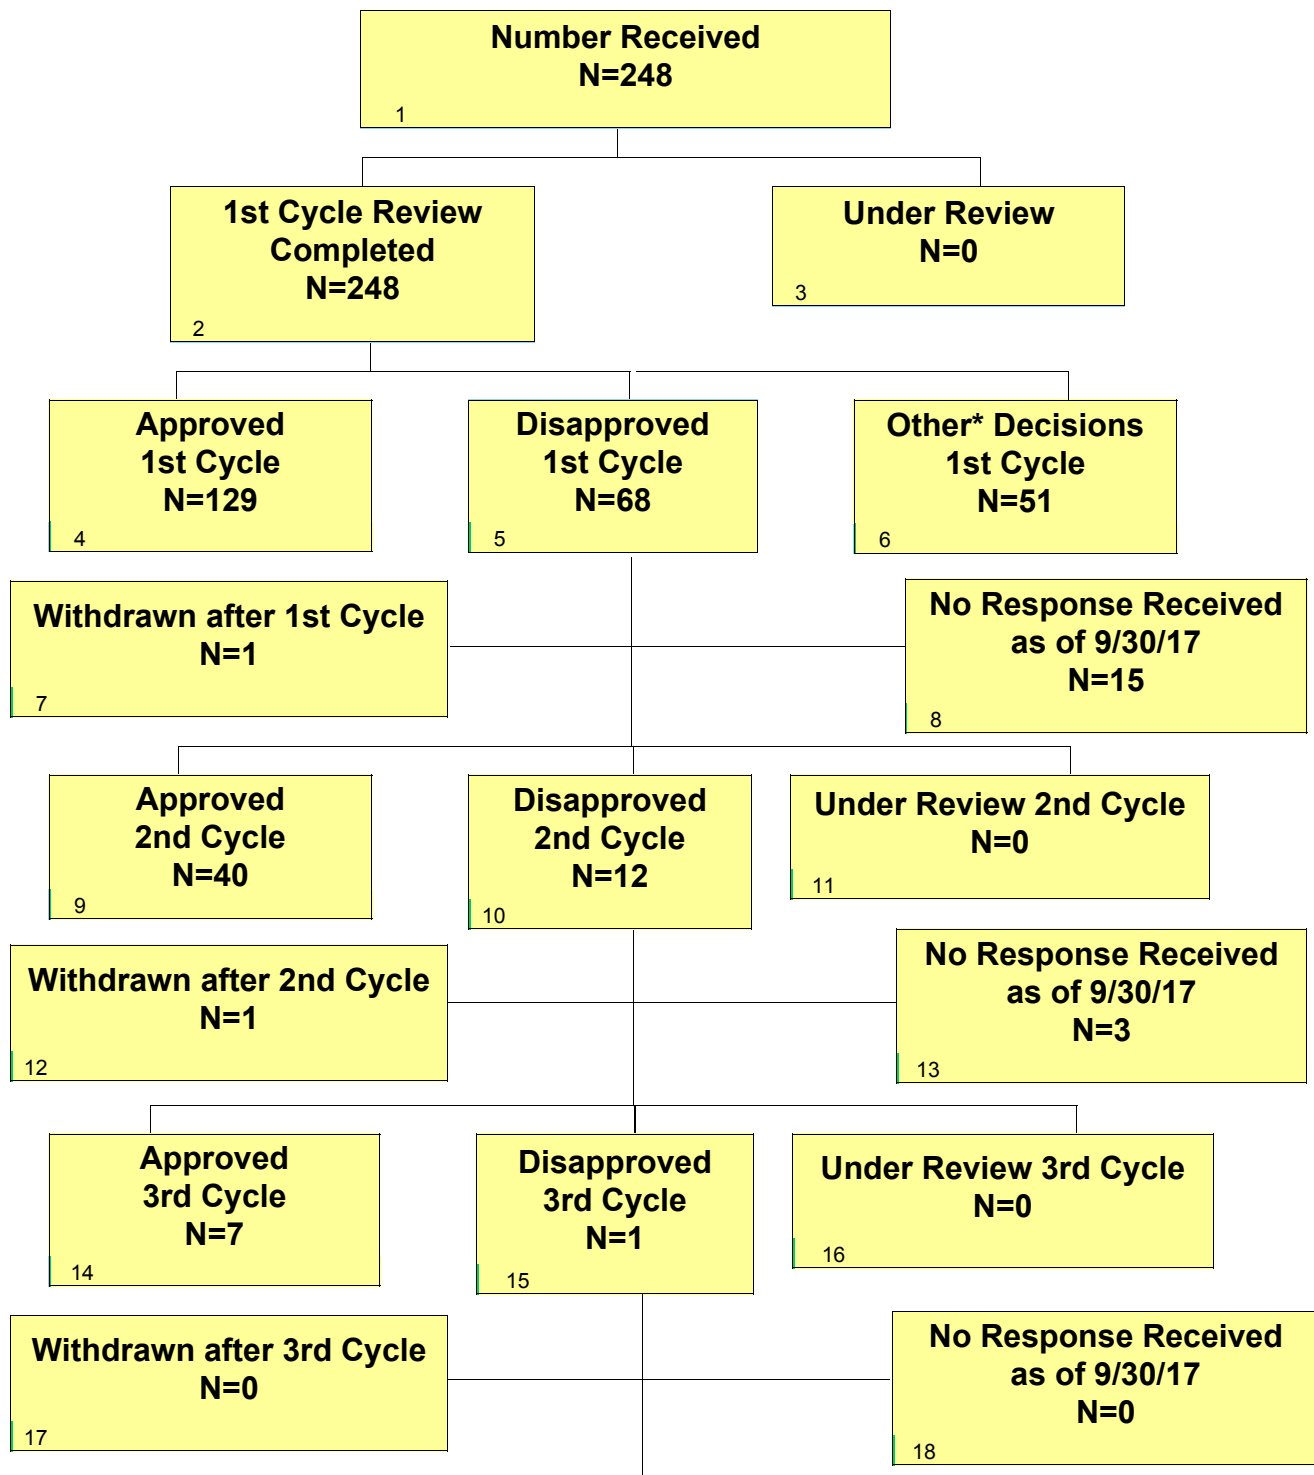 Number Received
N=248
1
1st Cycle Review
Completed
N=248
2
Under Review
N=0
3
Approved
1st Cycle
N=129
4
Disapproved
1st Cycle
N=68
5
Other* Decisions
1st Cycle
N=51
6
Withdrawn after 1st Cycle
N=1
7
No Response Received
as of 9/30/17
N=15
8
Approved
2nd Cycle
N=40
9
Disapproved
2nd Cycle
N=12
10
Under Review 2nd Cycle
N=0
11
Withdrawn after 2nd Cycle
N=1
12
No Response Received
as of 9/30/17
N=3
13
Approved
3rd Cycle
N=7
14
Disapproved
3rd Cycle
N=1
15
Under Review 3rd Cycle
N=0
16
Withdrawn after 3rd Cycle
N=0
17
No Response Received
as of 9/30/17
N=0
18